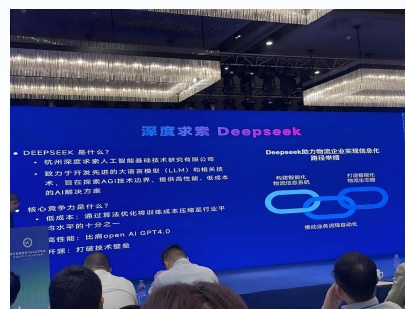 深度求索 Deepseek
• DEEPSEEK 是什么？
• 杭州深度求索人工智能基础技术研究有限公司
• 致力于开发先进的大语言模型（LLM）和相关技
术，旨在探索AGI技术边界，提供高性能、低成本
的AI解决方案
• 核心竞争力是什么？
• 低成本：通过算法优化将训练成本压缩至行业平
均水平的十分之一
高性能：比肩open AI GPT4.0
开源：打破技术壁垒
Deepseek助力物流企业实现信息化
路径举措
构建智能化
物流信息系统
打造智能化
物流生态圈
推动业务流程自动化